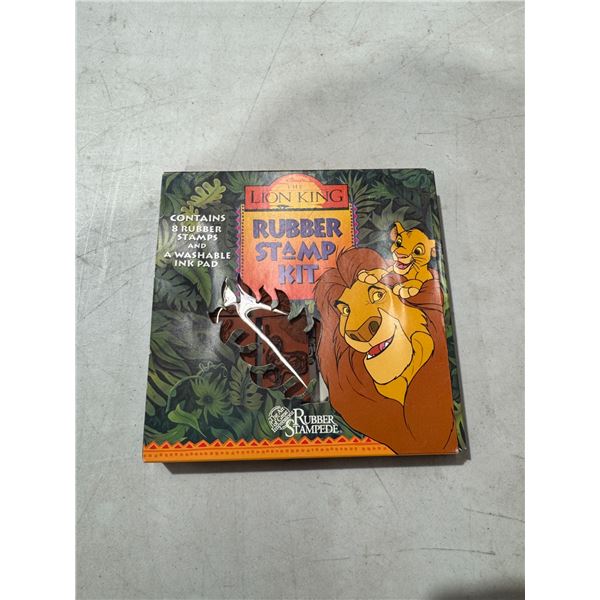 THE
LION KING
RUBBER
STAMP
KIT
CONTAINS
8 RUBBER
STAMPS
AND
A WASHABLE
INK PAD
RUBBER
STAMPEDE